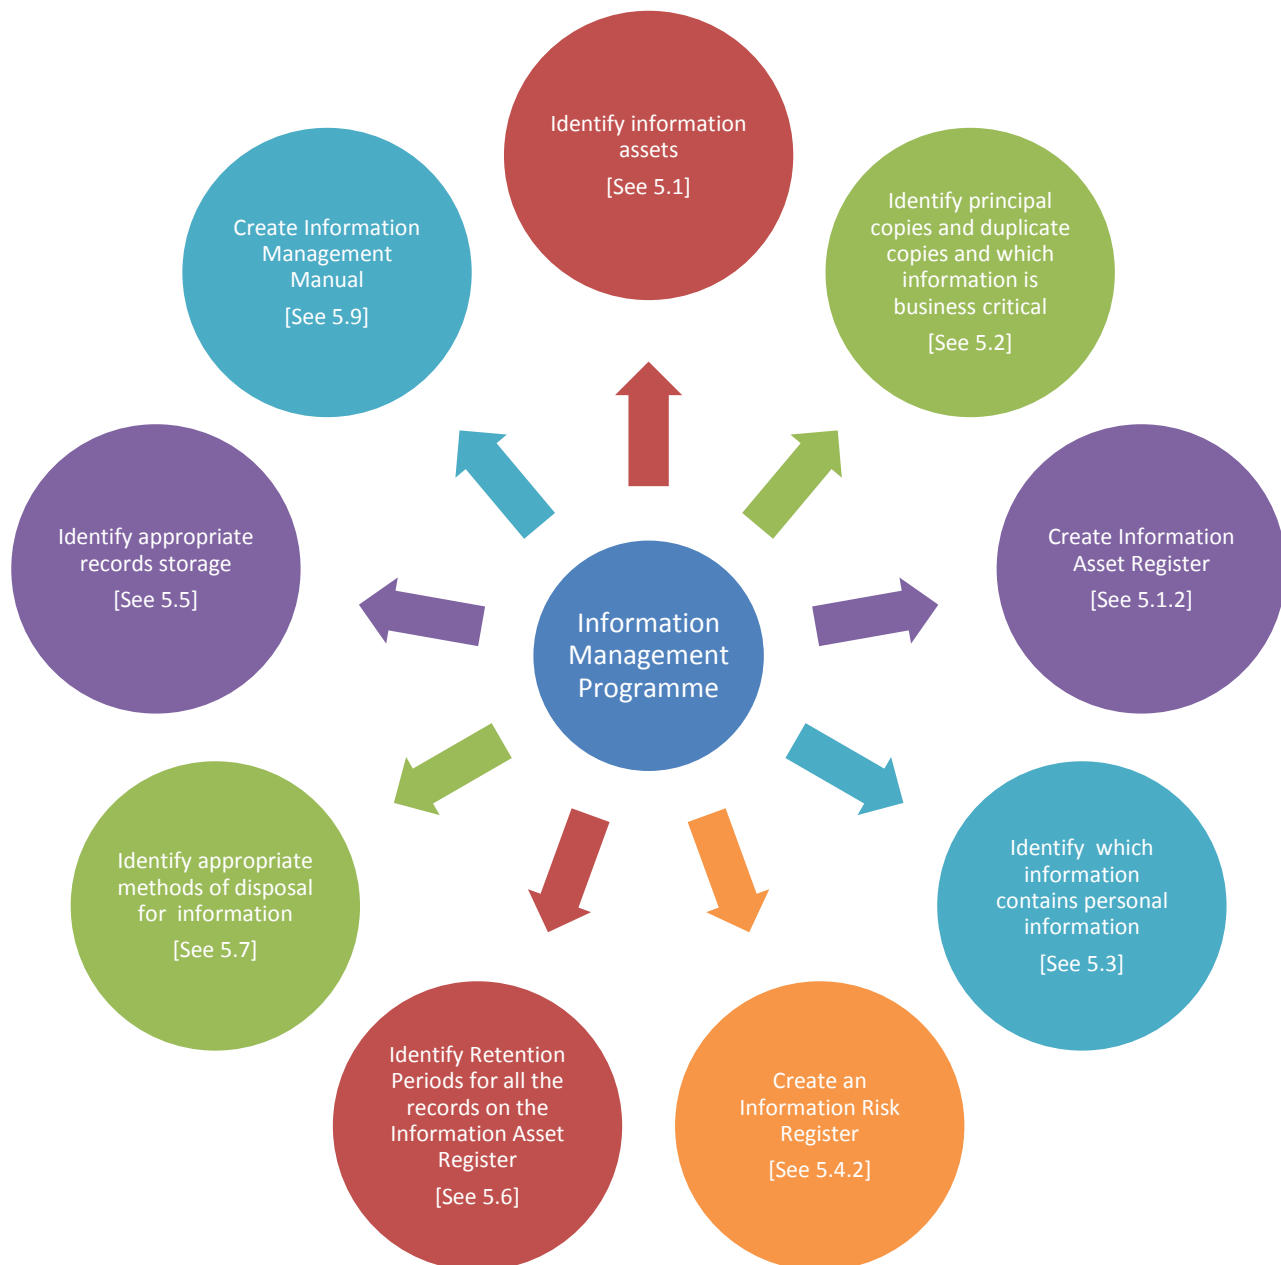 Identify information
assets
[See 5.1]
Identify principal
copies and duplicate
copies and which
information is
business critical
[See 5.2]
Create Information
Asset Register
[See 5.1.2]
Identify  which
information
contains personal
information
[See 5.3]
Create an
Information Risk
Register
[See 5.4.2]
Identify Retention
Periods for all the
records on the
Information Asset
Register
[See 5.6]
Identify appropriate
methods of disposal
for  information
[See 5.7]
Identify appropriate
records storage
[See 5.5]
Create Information
Management
Manual
[See 5.9]
Information
Management
Programme